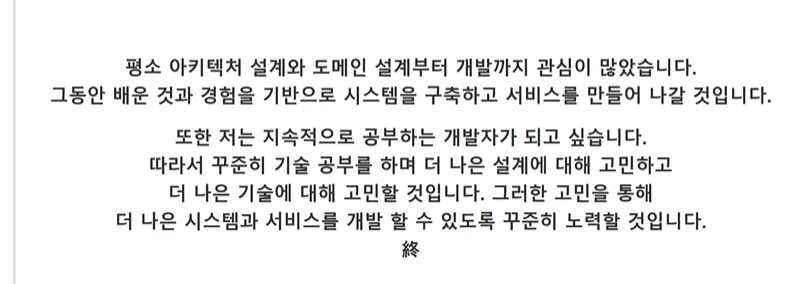 평소 아키텍처 설계와 도메인 설계부터 개발까지 관심이 많았습니다.
그동안 배운 것과 경험을 기반으로 시스템을 구축하고 서비스를 만들어 나갈 것입니다.
또한 저는 지속적으로 공부하는 개발자가 되고 싶습니다.
따라서 꾸준히 기술 공부를 하며 더 나은 설계에 대해 고민하고
더 나은 기술에 대해 고민할 것입니다. 그러한 고민을 통해
더 나은 시스템과 서비스를 개발 할 수 있도록 꾸준히 노력할 것입니다.
終